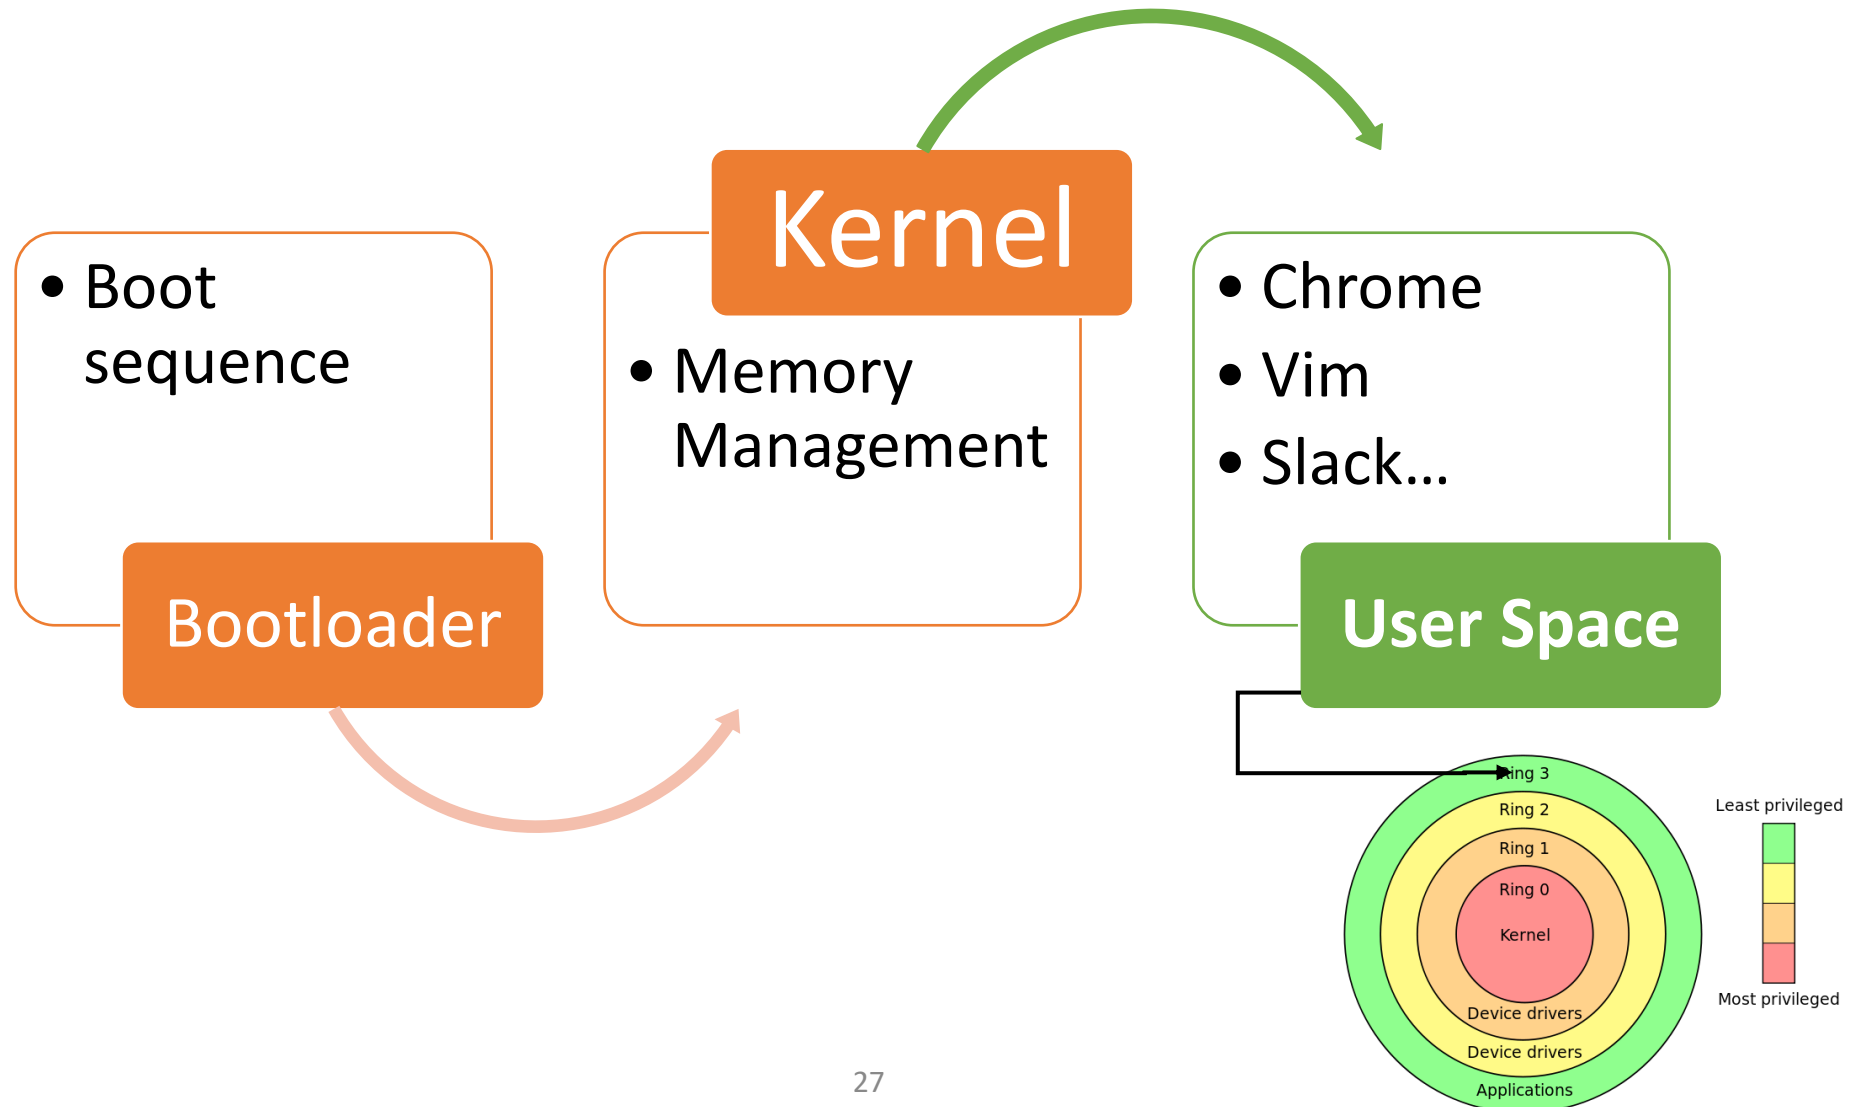 • Boot
sequence
Bootloader
Kernel
• Memory
Management
• Chrome
• Vim
• Slack...
User Space
Ring 3
Ring 2
Ring 1
Ring 0
Kernel
Device drivers
Device drivers
Applications
Least privileged
Most privileged
27